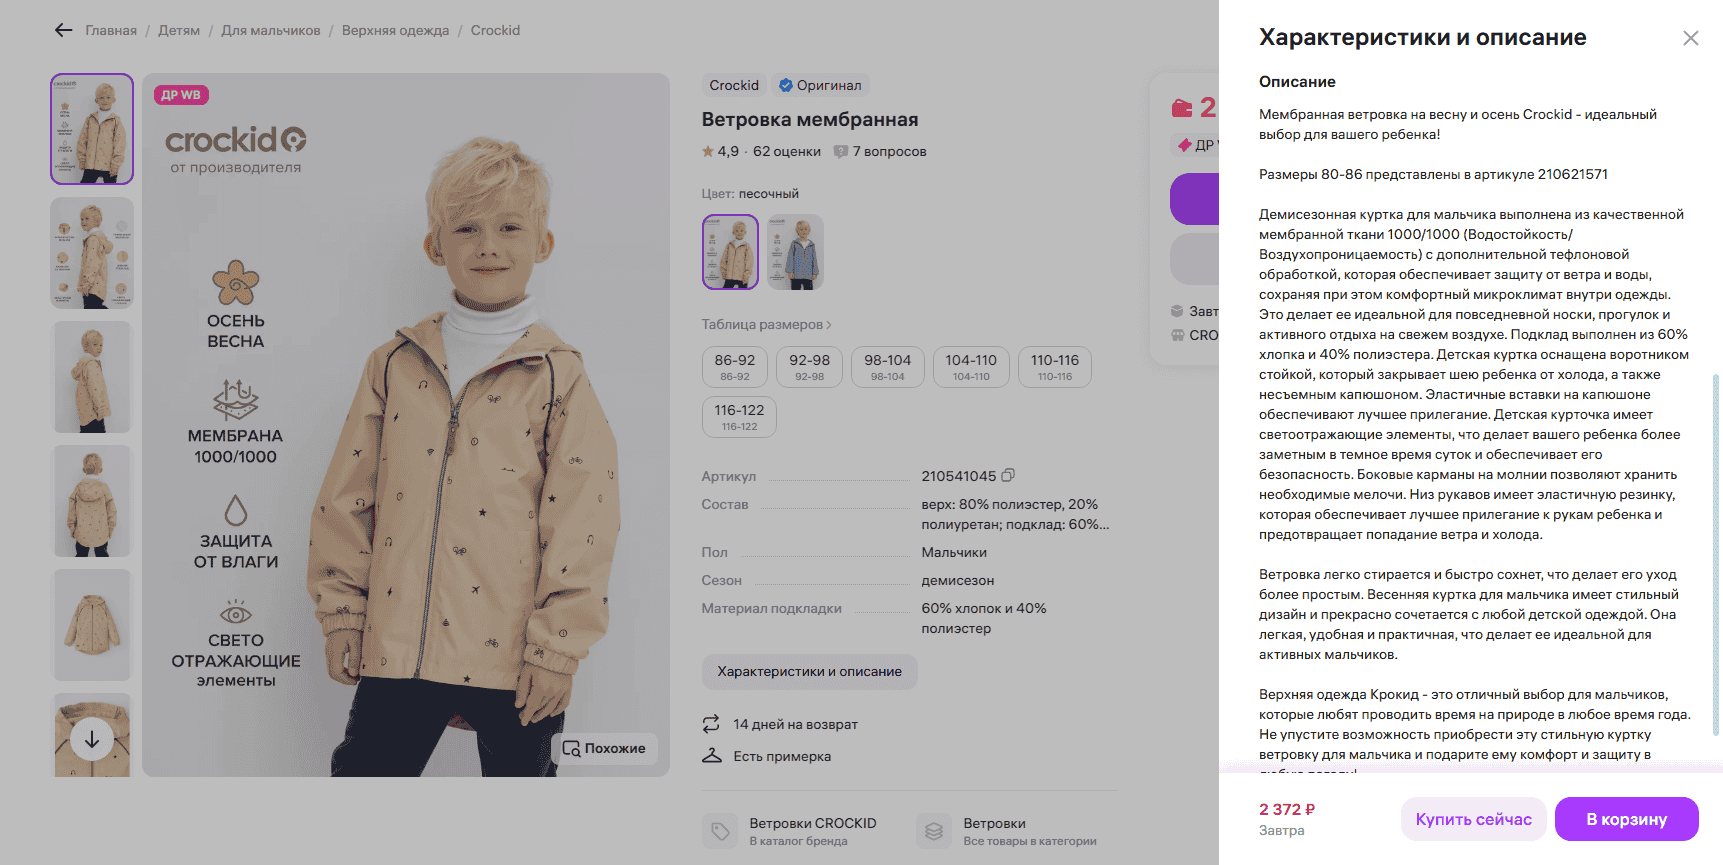 Главная / Детям / Для мальчиков / Верхняя одежда / Crockid
ДР WB
crockid
от производителя
ОСЕНЬ
ВЕСНА
МЕМБРАНА
1000/1000
ЗАЩИТА
ОТ ВЛАГИ
СВЕТО
ОТРАЖАЮЩИЕ
элементы
Похожие
Crockid
Оригинал
Ветровка мембранная
4,9 · 62 оценки
7 вопросов
Цвет: песочный
Таблица размеров
86-92
86-92
92-98
92-98
98-104
98-104
104-110
104-110
110-116
110-116
116-122
116-122
Артикул 210541045
Состав верх: 80% полиэстер, 20%
полиуретан; подклад: 60%...
Пол Мальчики
Сезон демисезон
Материал подкладки 60% хлопок и 40%
полиэстер
Характеристики и описание
14 дней на возврат
Есть примерка
Ветровки CROCKID
В каталог бренда
Ветровки
Все товары в категории
2
ДР
Завт
CRO
Характеристики и описание
Описание
Мембранная ветровка на весну и осень Crockid - идеальный
выбор для вашего ребенка!
Размеры 80-86 представлены в артикуле 210621571
Демисезонная куртка для мальчика выполнена из качественной
мембранной ткани 1000/1000 (Водостойкость/
Воздухопроницаемость) с дополнительной тефлоновой
обработкой, которая обеспечивает защиту от ветра и воды,
сохраняя при этом комфортный микроклимат внутри одежды.
Это делает ее идеальной для повседневной носки, прогулок и
активного отдыха на свежем воздухе. Подклад выполнен из 60%
хлопка и 40% полиэстера. Детская куртка оснащена воротником
стойкой, который закрывает шею ребенка от холода, а также
несъемным капюшоном. Эластичные вставки на капюшоне
обеспечивают лучшее прилегание. Детская курточка имеет
светоотражающие элементы, что делает вашего ребенка более
заметным в темное время суток и обеспечивает его
безопасность. Боковые карманы на молнии позволяют хранить
необходимые мелочи. Низ рукавов имеет эластичную резинку,
которая обеспечивает лучшее прилегание к рукам ребенка и
предотвращает попадание ветра и холода.
Ветровка легко стирается и быстро сохнет, что делает его уход
более простым. Весенняя куртка для мальчика имеет стильный
дизайн и прекрасно сочетается с любой детской одеждой. Она
легкая, удобная и практичная, что делает ее идеальной для
активных мальчиков.
Верхняя одежда Крокид - это отличный выбор для мальчиков,
которые любят проводить время на природе в любое время года.
Не упустите возможность приобрести эту стильную куртку
ветровку для мальчика и подарите ему комфорт и защиту в
2 372 ₽
Завтра
Купить сейчас
В корзину